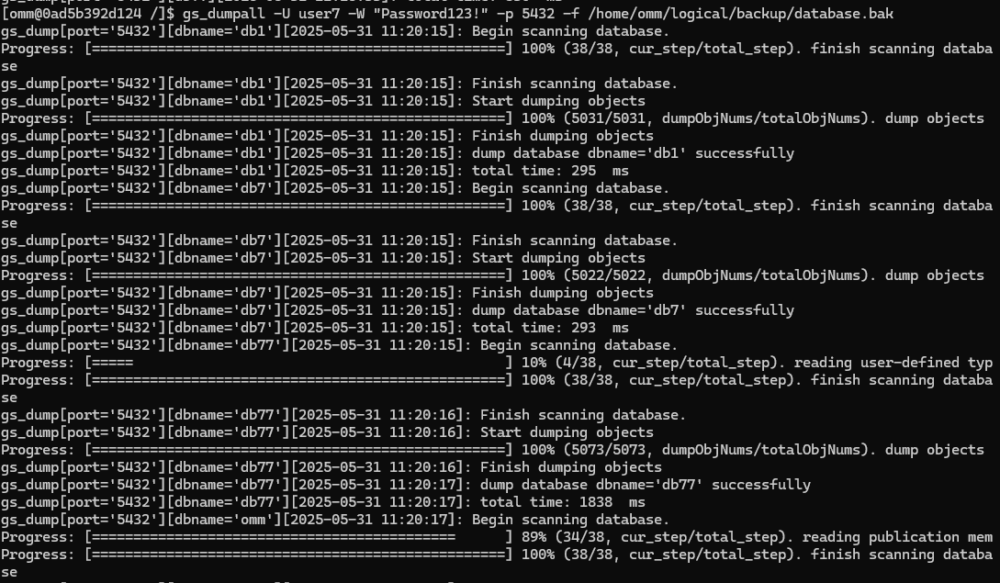 [omm@0ad5b392d124 /]$ gs_dumpall -U user7 -W "Password123!" -p 5432 -f /home/omm/logical/backup/database.bak
gs_dump[port='5432'][dbname='db1'][2025-05-31 11:20:15]: Begin scanning database.
Progress: [==================================================] 100% (38/38, cur_step/total_step). finish scanning databa
se
gs_dump[port='5432'][dbname='db1'][2025-05-31 11:20:15]: Finish scanning database.
gs_dump[port='5432'][dbname='db1'][2025-05-31 11:20:15]: Start dumping objects
Progress: [==================================================] 100% (5031/5031, dumpObjNums/totalObjNums). dump objects
gs_dump[port='5432'][dbname='db1'][2025-05-31 11:20:15]: Finish dumping objects
gs_dump[port='5432'][dbname='db1'][2025-05-31 11:20:15]: dump database dbname='db1' successfully
gs_dump[port='5432'][dbname='db1'][2025-05-31 11:20:15]: total time: 295  ms
gs_dump[port='5432'][dbname='db7'][2025-05-31 11:20:15]: Begin scanning database.
Progress: [==================================================] 100% (38/38, cur_step/total_step). finish scanning databa
se
gs_dump[port='5432'][dbname='db7'][2025-05-31 11:20:15]: Finish scanning database.
gs_dump[port='5432'][dbname='db7'][2025-05-31 11:20:15]: Start dumping objects
Progress: [==================================================] 100% (5022/5022, dumpObjNums/totalObjNums). dump objects
gs_dump[port='5432'][dbname='db7'][2025-05-31 11:20:15]: Finish dumping objects
gs_dump[port='5432'][dbname='db7'][2025-05-31 11:20:15]: dump database dbname='db7' successfully
gs_dump[port='5432'][dbname='db7'][2025-05-31 11:20:15]: total time: 293  ms
gs_dump[port='5432'][dbname='db77'][2025-05-31 11:20:15]: Begin scanning database.
Progress: [=====                                             ] 10% (4/38, cur_step/total_step). reading user-defined typ
Progress: [==================================================] 100% (38/38, cur_step/total_step). finish scanning databa
se
gs_dump[port='5432'][dbname='db77'][2025-05-31 11:20:16]: Finish scanning database.
gs_dump[port='5432'][dbname='db77'][2025-05-31 11:20:16]: Start dumping objects
Progress: [==================================================] 100% (5073/5073, dumpObjNums/totalObjNums). dump objects
gs_dump[port='5432'][dbname='db77'][2025-05-31 11:20:16]: Finish dumping objects
gs_dump[port='5432'][dbname='db77'][2025-05-31 11:20:17]: dump database dbname='db77' successfully
gs_dump[port='5432'][dbname='db77'][2025-05-31 11:20:17]: total time: 1838  ms
gs_dump[port='5432'][dbname='omm'][2025-05-31 11:20:17]: Begin scanning database.
Progress: [============================================      ] 89% (34/38, cur_step/total_step). reading publication mem
Progress: [==================================================] 100% (38/38, cur_step/total_step). finish scanning databa
se